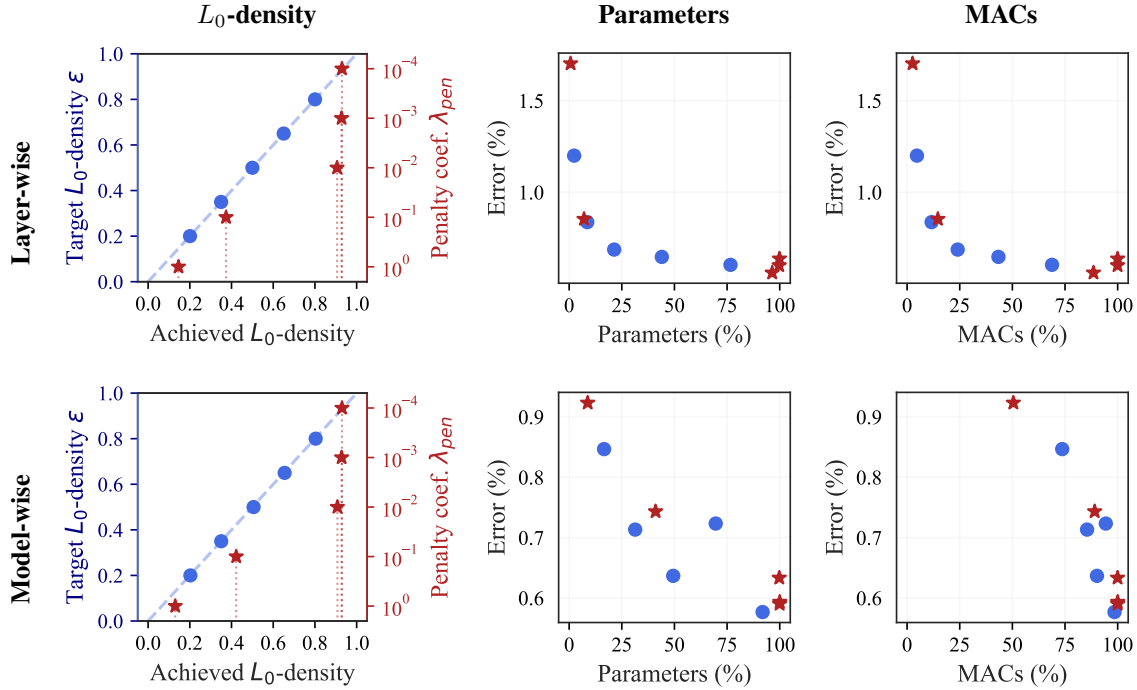 L₀-density
Parameters
MACs
Layer-wise
Target L₀-density ε
1.0
0.8
0.6
0.4
0.2
0.0
0.0 0.2 0.4 0.6 0.8 1.0
Achieved L₀-density
10⁻⁴
10⁻³
10⁻²
10⁻¹
10⁰
Penalty coef. λpen
Error (%)
1.5
1.0
0 25 50 75 100
Parameters (%)
Error (%)
1.5
1.0
0 25 50 75 100
MACs (%)
Model-wise
Target L₀-density ε
1.0
0.8
0.6
0.4
0.2
0.0
0.0 0.2 0.4 0.6 0.8 1.0
Achieved L₀-density
10⁻⁴
10⁻³
10⁻²
10⁻¹
10⁰
Penalty coef. λpen
Error (%)
0.9
0.8
0.7
0.6
0 25 50 75 100
Parameters (%)
Error (%)
0.9
0.8
0.7
0.6
0 25 50 75 100
MACs (%)